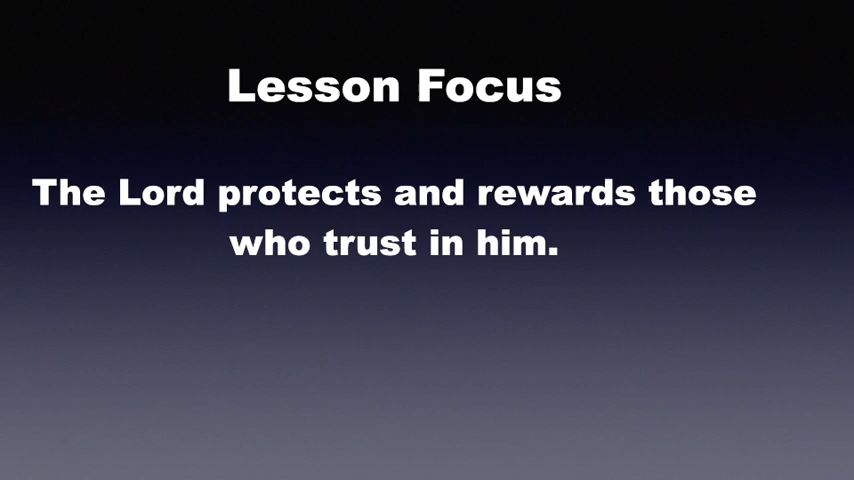 Lesson Focus
The Lord protects and rewards those
who trust in him.